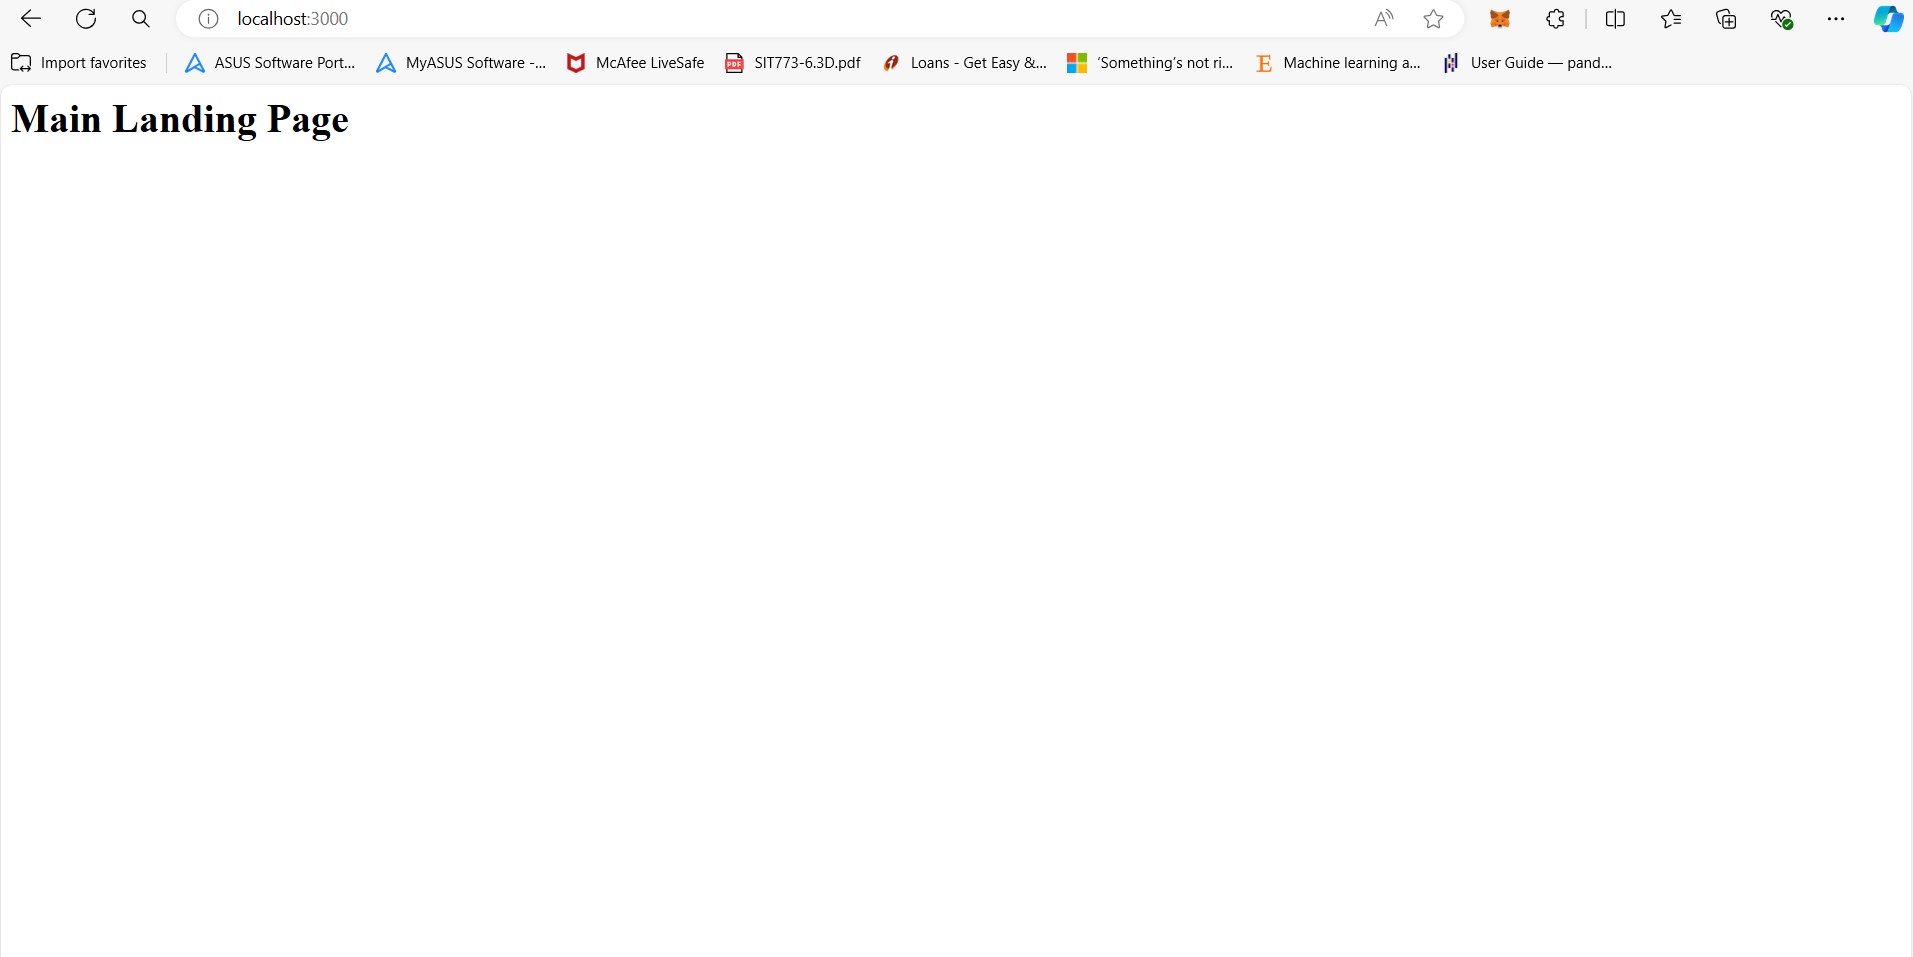 localhost:3000
Import favorites ASUS Software Port... MyASUS Software -... McAfee LiveSafe SIT773-6.3D.pdf Loans - Get Easy &... 'Something's not ri... Machine learning a... User Guide — pand...
Main Landing Page